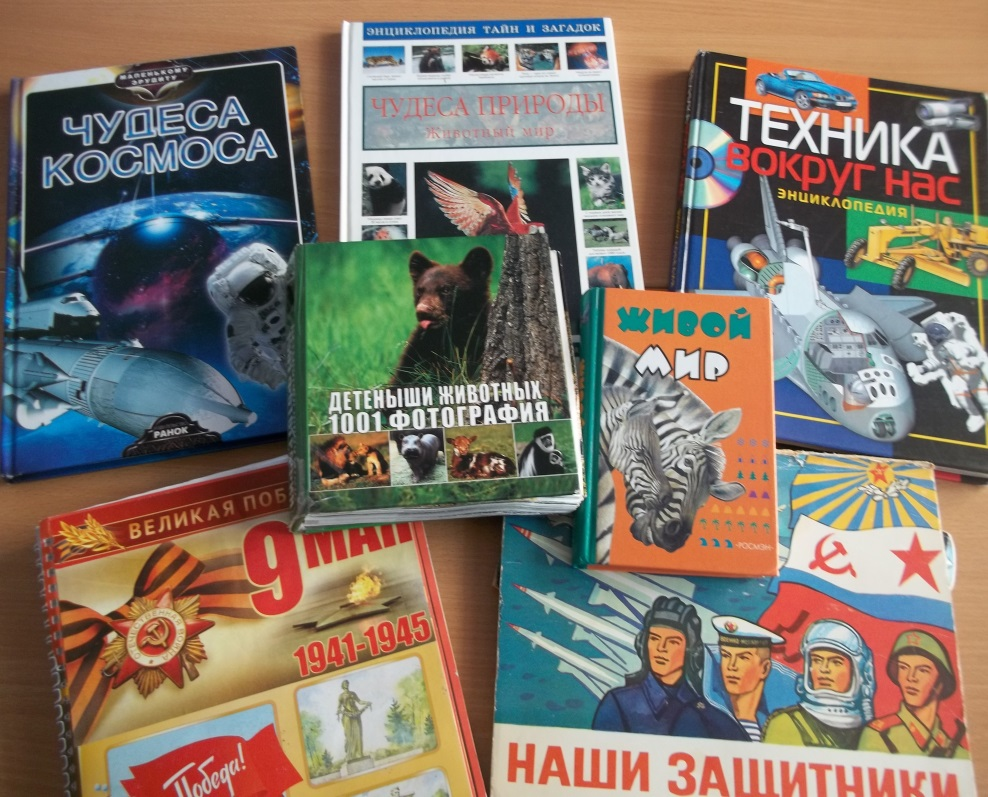 МАЛЕНЬКОМУ
ЭРУДИТУ
ЧУДЕСА
КОСМОСА
РАНОК
ЭНЦИКЛОПЕДИЯ ТАЙН И ЗАГАДОК
ЧУДЕСА ПРИРОДЫ
Животный мир
ТЕХНИКА
вокруг нас
ЭНЦИКЛОПЕДИЯ
ДЕТЕНЫШИ ЖИВОТНЫХ
1001 ФОТОГРАФИЯ
ЖИВОЙ
МИР
РОСМЭН
ВЕЛИКАЯ ПОБ
9 МАЯ
1941-1945
Победа!
НАШИ ЗАЩИТНИКИ